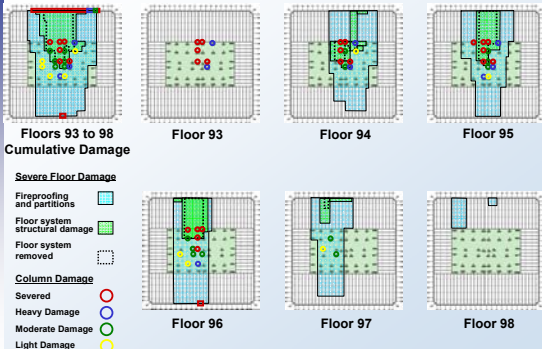 Floors 93 to 98
Cumulative Damage
Floor 93
Floor 94
Floor 95
Severe Floor Damage
Fireproofing
and partitions
Floor system
structural damage
Floor system
removed
Column Damage
Severed
Heavy Damage
Moderate Damage
Light Damage
Floor 96
Floor 97
Floor 98